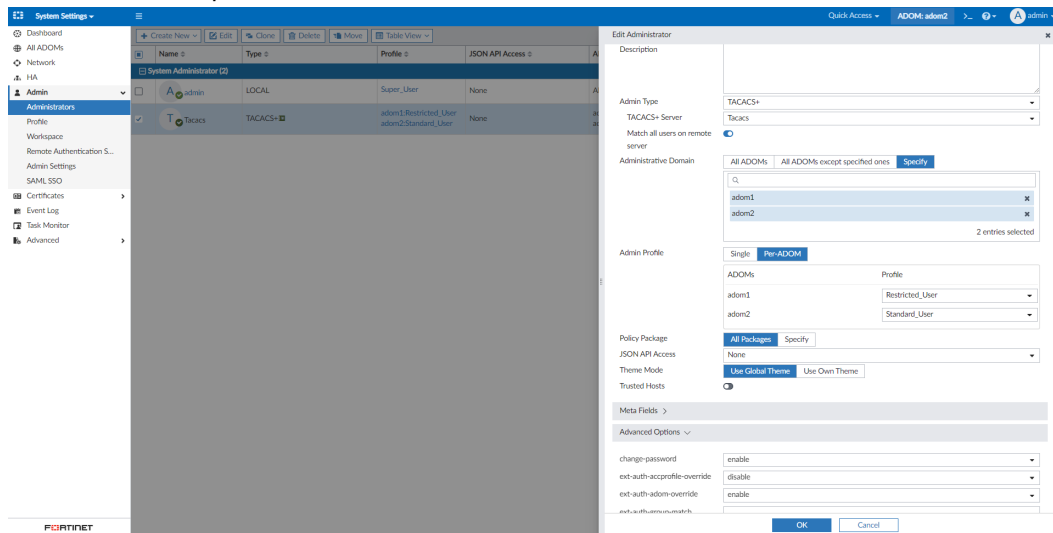 System Settings
Quick Access
ADOM: adom2
A admin
Dashboard
All ADOMs
Network
HA
Admin
Administrators
Profile
Workspace
Remote Authentication S...
Admin Settings
SAML SSO
Certificates
Event Log
Task Monitor
Advanced
FORTINET
+ Create New Edit Clone Delete Move Table View
Name Type Profile JSON API Access A
System Administrator (2)
A admin LOCAL Super_User None A
T Tacacs TACACS+ adom1:Restricted_User None
adom2:Standard_User
Edit Administrator
Description
Admin Type TACACS+
TACACS+ Server Tacacs
Match all users on remote
server
Administrative Domain All ADOMs All ADOMs except specified ones Specify
adom1
adom2
2 entries selected
Admin Profile Single Per-ADOM
ADOMs Profile
adom1 Restricted_User
adom2 Standard_User
Policy Package All Packages Specify
JSON API Access None
Theme Mode Use Global Theme Use Own Theme
Trusted Hosts
Meta Fields
Advanced Options
change-password enable
ext-auth-accprofile-override disable
ext-auth-adom-override enable
ext-auth-group-match
OK Cancel